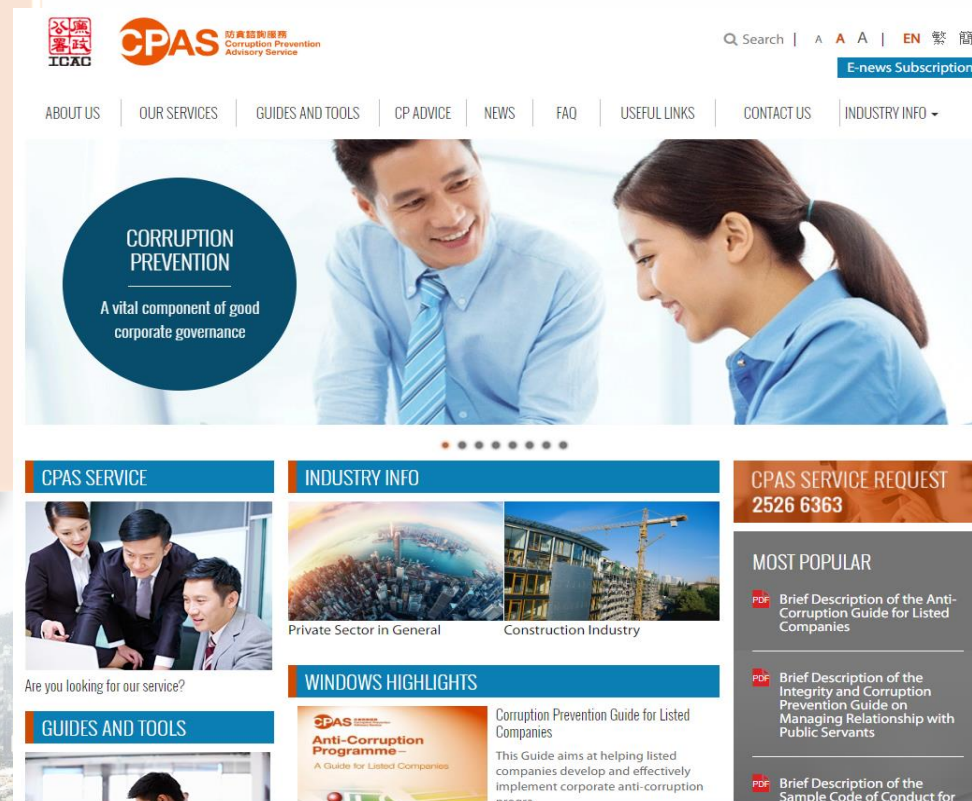 公署
廉政
ICAC
CPAS 防貪諮詢服務
Corruption Prevention
Advisory Service
Search | A A A | EN 繁 簡
E-news Subscription
ABOUT US OUR SERVICES GUIDES AND TOOLS CP ADVICE NEWS FAQ USEFUL LINKS CONTACT US INDUSTRY INFO
CORRUPTION
PREVENTION
A vital component of good
corporate governance
CPAS SERVICE
Are you looking for our service?
GUIDES AND TOOLS
INDUSTRY INFO
Private Sector in General
Construction Industry
WINDOWS HIGHLIGHTS
CPAS
Anti-Corruption
Programme–
A Guide for Listed Companies
Corruption Prevention Guide for Listed
Companies
This Guide aims at helping listed
companies develop and effectively
implement corporate anti-corruption
CPAS SERVICE REQUEST
2526 6363
MOST POPULAR
PDF Brief Description of the Anti-
Corruption Guide for Listed
Companies
PDF Brief Description of the
Integrity and Corruption
Prevention Guide on
Managing Relationship with
Public Servants
PDF Brief Description of the
Sample Code of Conduct for